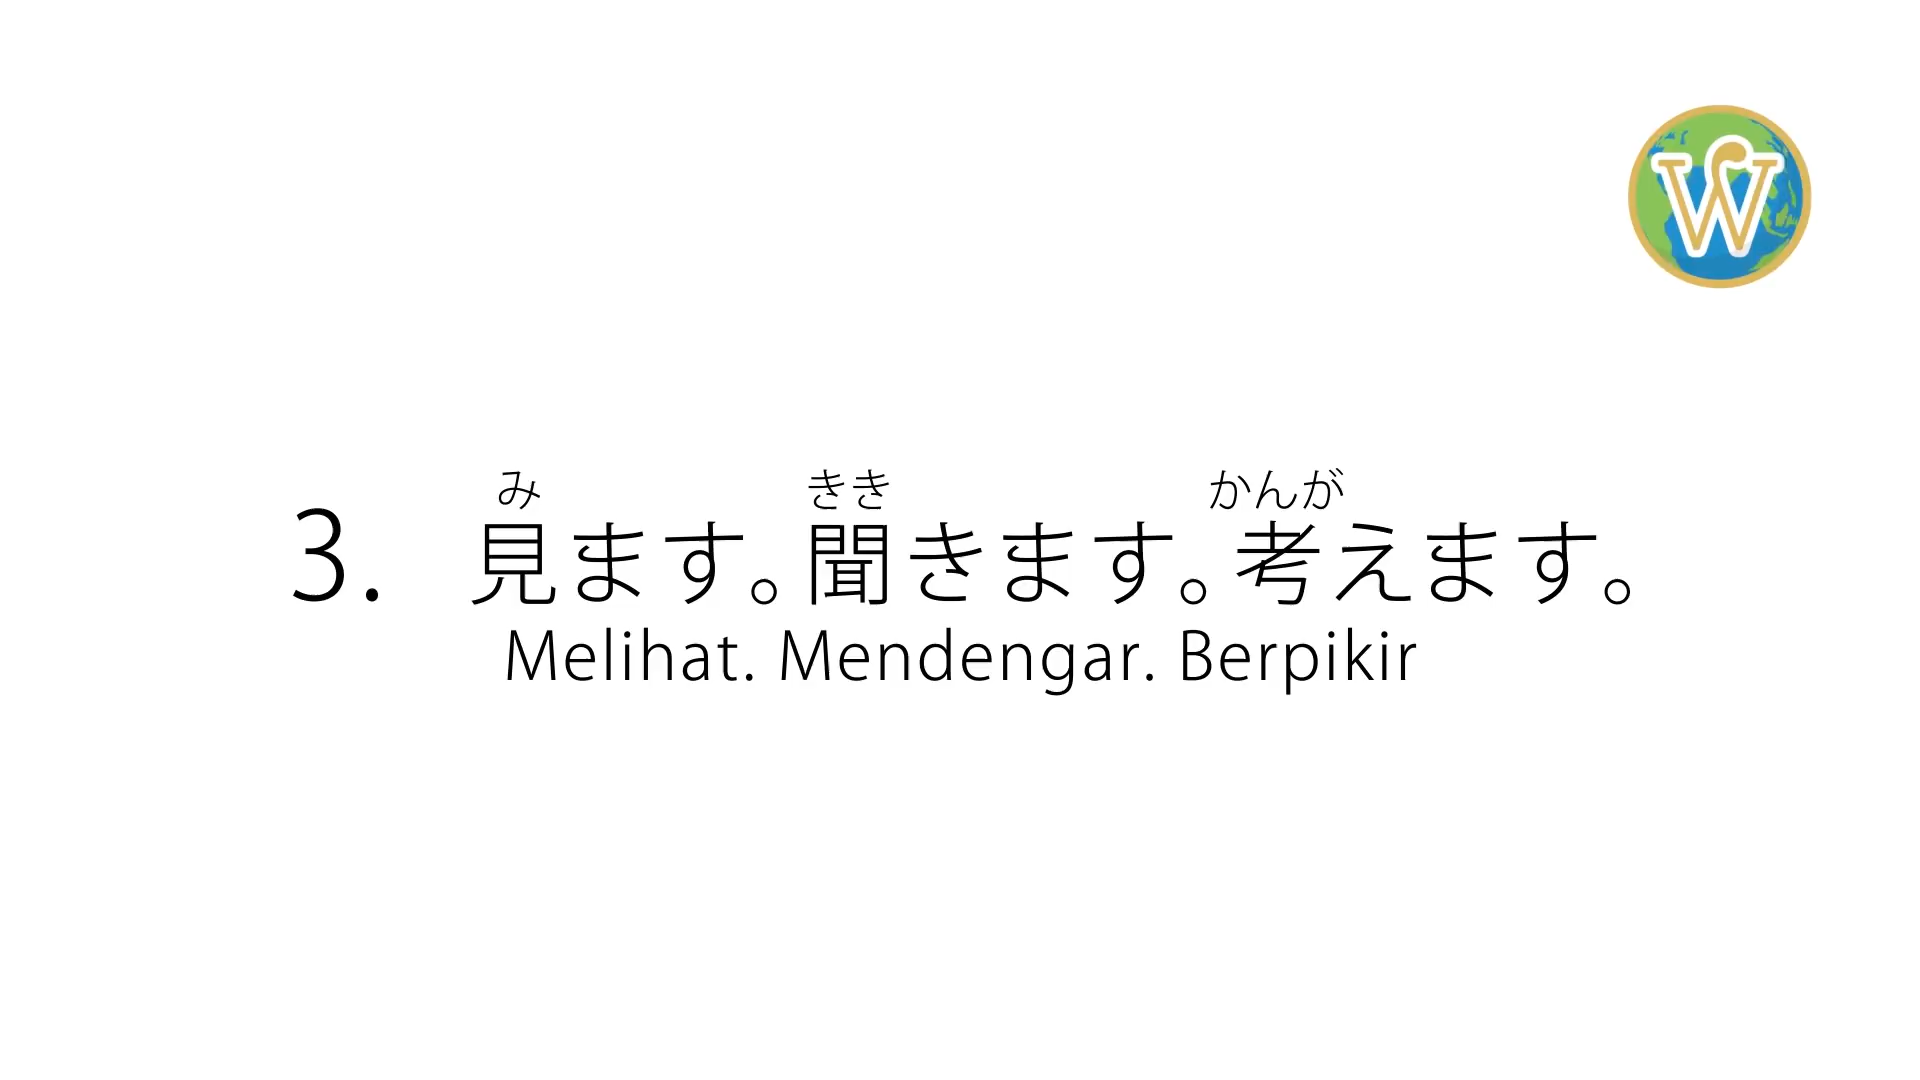 み きき かんが
3. 見ます。聞きます。考えます。
Melihat. Mendengar. Berpikir
W